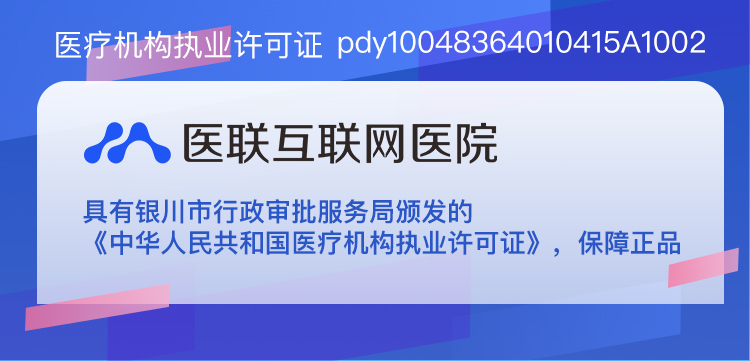 医疗机构执业许可证 pdy10048364010415A1002
医联互联网医院
具有银川市行政审批服务局颁发的
《中华人民共和国医疗机构执业许可证》，保障正品